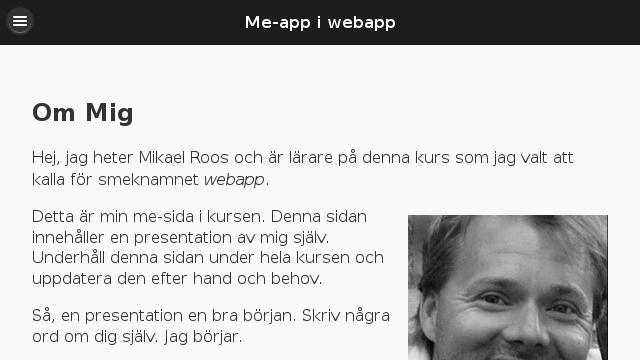 Me-app i webapp
Om Mig
Hej, jag heter Mikael Roos och är lärare på denna kurs som jag valt att
kalla för smeknamnet webapp.
Detta är min me-sida i kursen. Denna sidan
innehåller en presentation av mig själv.
Underhåll denna sidan under hela kursen och
uppdatera den efter hand och behov.
Så, en presentation en bra början. Skriv några
ord om dig själv. Jag börjar.